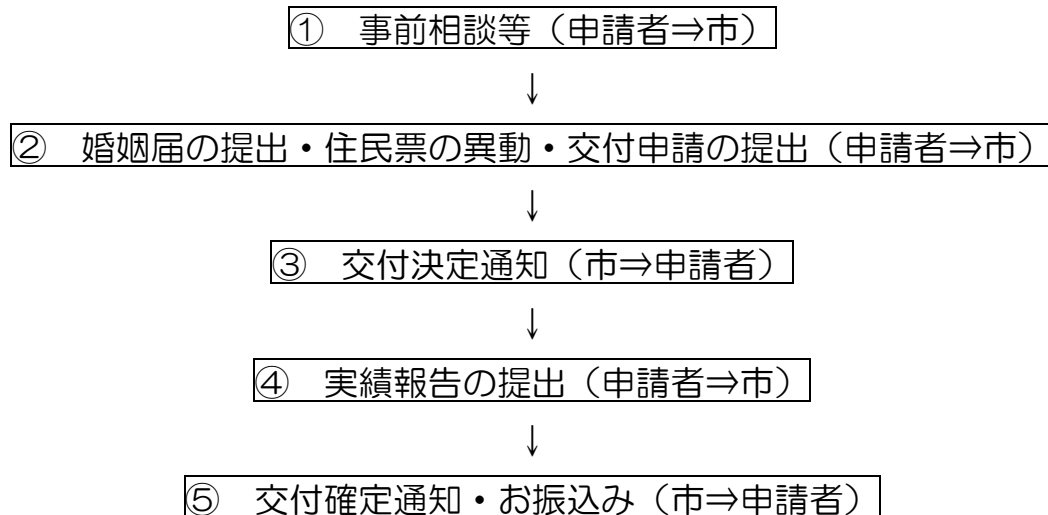 ① 事前相談等（申請者⇒市）
↓
② 婚姻届の提出・住民票の異動・交付申請の提出（申請者⇒市）
↓
③ 交付決定通知（市⇒申請者）
↓
④ 実績報告の提出（申請者⇒市）
↓
⑤ 交付確定通知・お振込み（市⇒申請者）